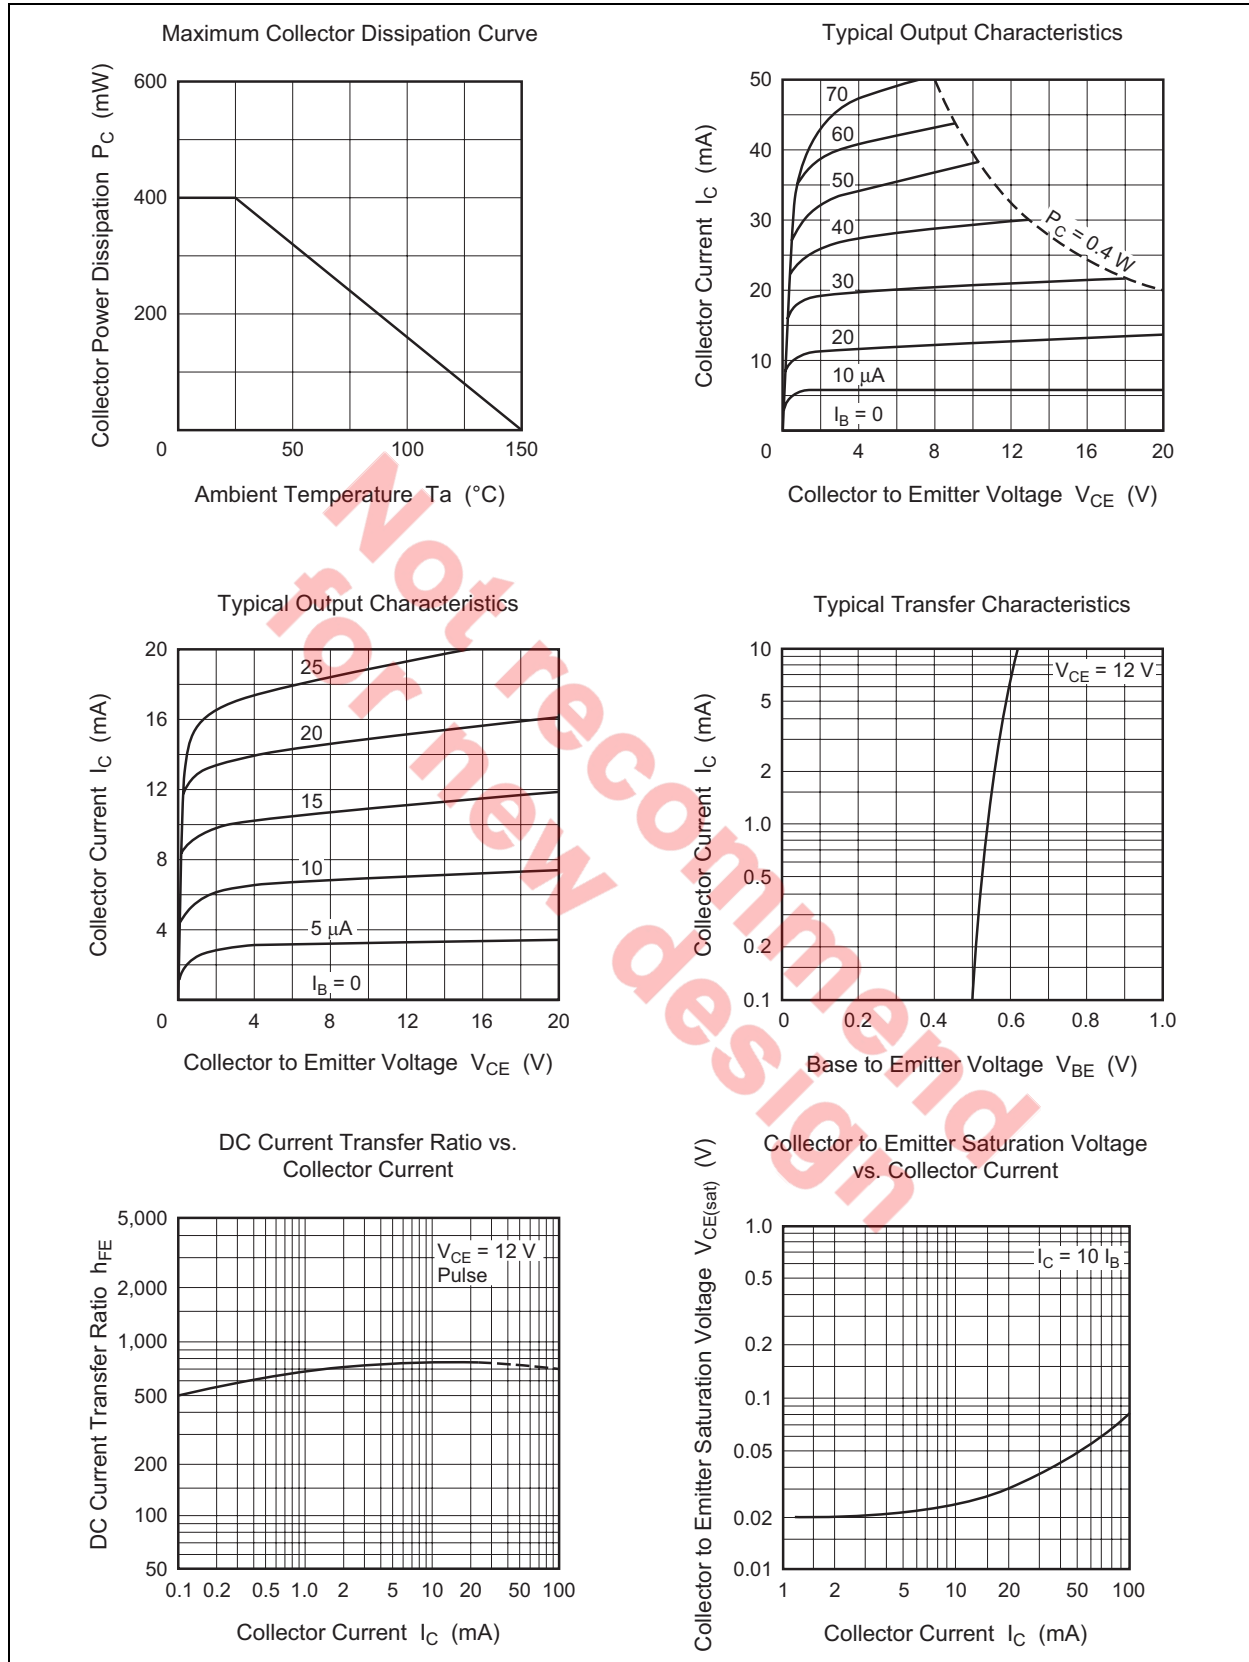 Maximum Collector Dissipation Curve
Collector Power Dissipation PC (mW)
600
400
200
0
50
100
150
Ambient Temperature Ta (°C)
Typical Output Characteristics
Collector Current IC (mA)
50
40
30
20
10
0
4
8
12
16
20
70
60
50
40
30
20
10 μA
IB = 0
PC = 0.4 W
Collector to Emitter Voltage VCE (V)
Typical Output Characteristics
Collector Current IC (mA)
20
16
12
8
4
0
4
8
12
16
20
25
20
15
10
5 μA
IB = 0
Collector to Emitter Voltage VCE (V)
Typical Transfer Characteristics
Collector Current IC (mA)
10
5
2
1.0
0.5
0.2
0.1
0
0.2
0.4
0.6
0.8
1.0
VCE = 12 V
Base to Emitter Voltage VBE (V)
DC Current Transfer Ratio vs.
Collector Current
DC Current Transfer Ratio hFE
5,000
2,000
1,000
500
200
100
50
0.1 0.2 0.5 1.0 2 5 10 20 50 100
VCE = 12 V
Pulse
Collector Current IC (mA)
Collector to Emitter Saturation Voltage
vs. Collector Current
Collector to Emitter Saturation Voltage VCE(sat) (V)
1.0
0.5
0.2
0.1
0.05
0.02
0.01
1 2 5 10 20 50 100
IC = 10 IB
Collector Current IC (mA)
Not recommend
for new design